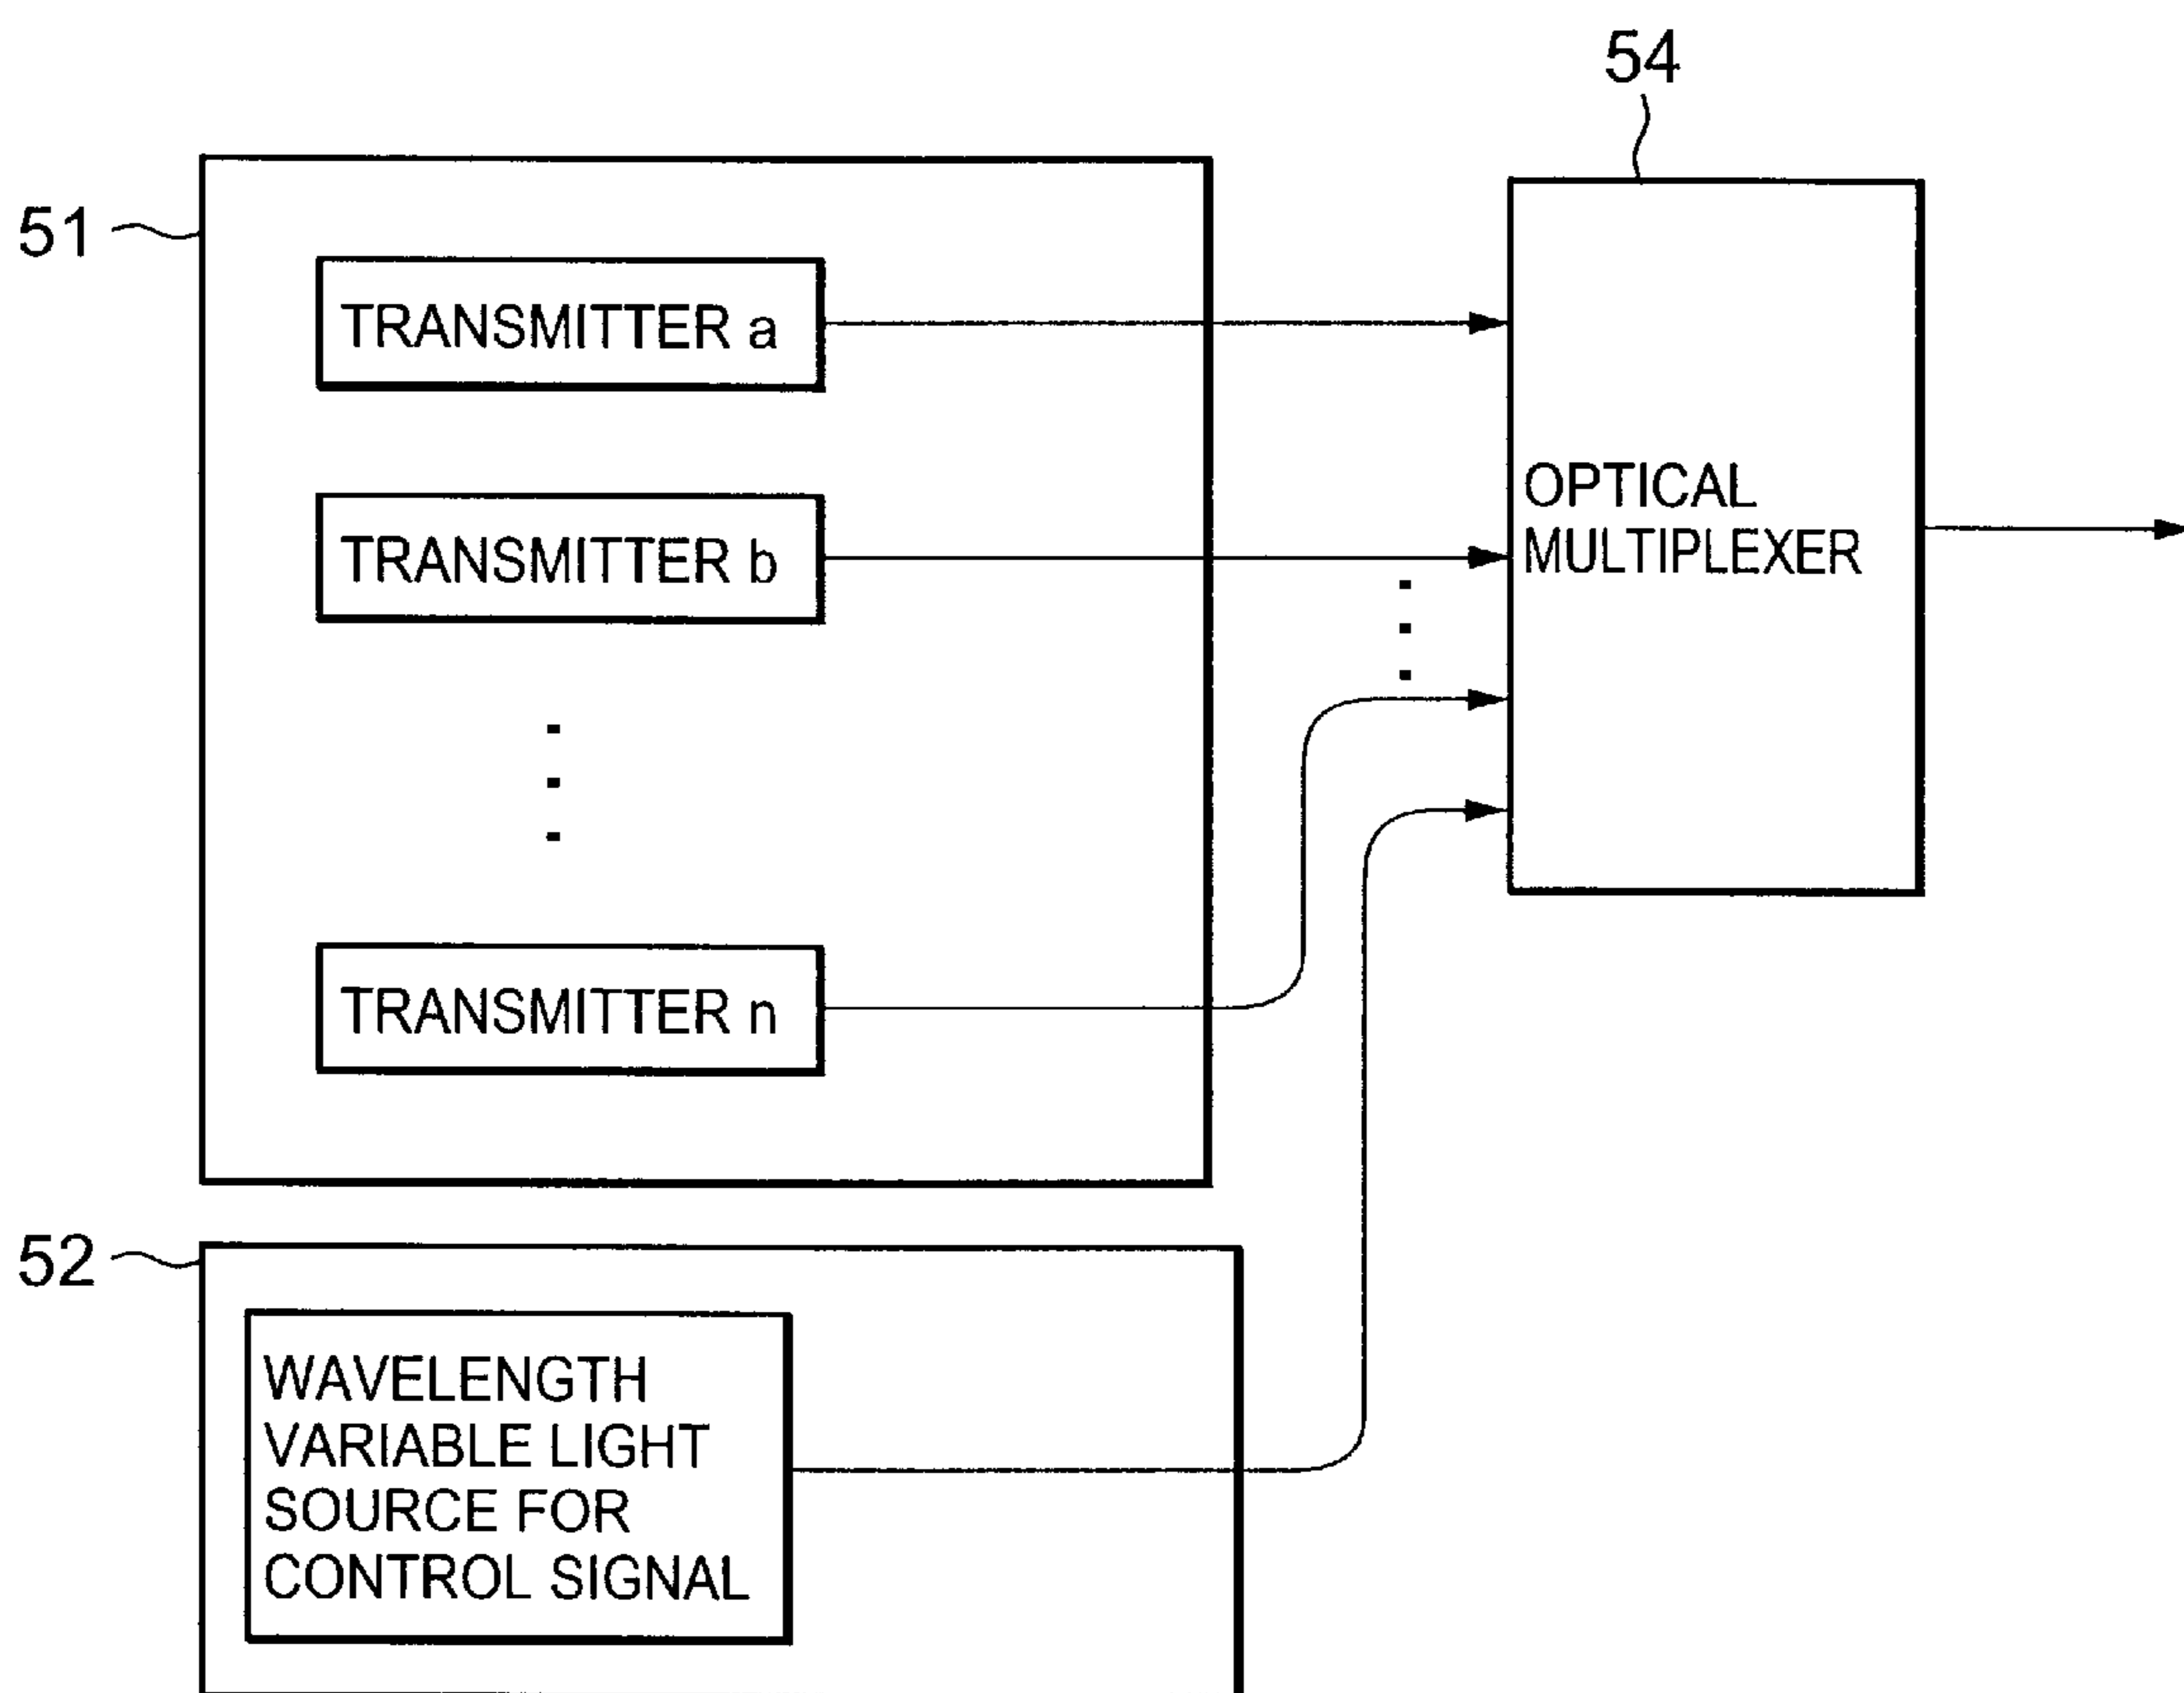 54
51
TRANSMITTER a
TRANSMITTER b
OPTICAL
MULTIPLEXER
TRANSMITTER n
52
WAVELENGTH
VARIABLE LIGHT
SOURCE FOR
CONTROL SIGNAL